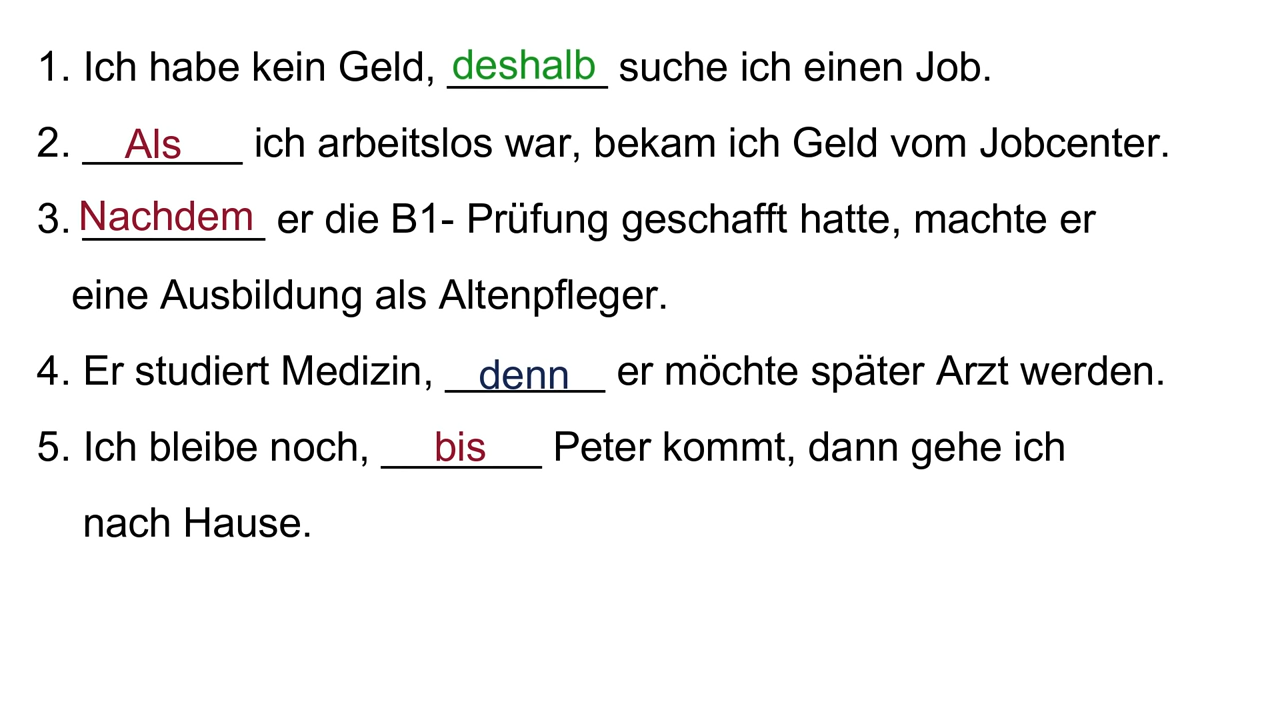 1. Ich habe kein Geld, deshalb suche ich einen Job.
2. Als ich arbeitslos war, bekam ich Geld vom Jobcenter.
3. Nachdem er die B1- Prüfung geschafft hatte, machte er
eine Ausbildung als Altenpfleger.
4. Er studiert Medizin, denn er möchte später Arzt werden.
5. Ich bleibe noch, bis Peter kommt, dann gehe ich
nach Hause.